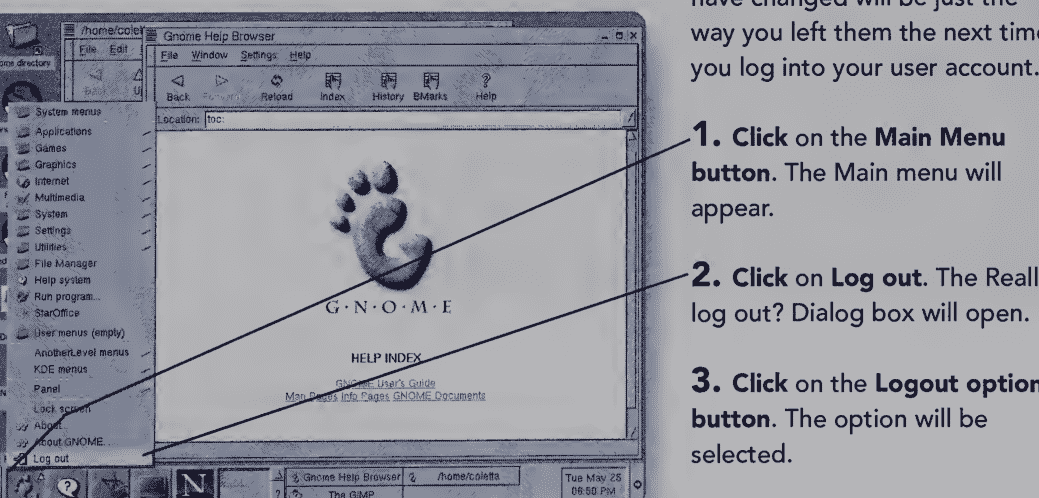 have changed will be just the
way you left them the next time
you log into your user account.
1. Click on the Main Menu
button. The Main menu will
appear.
2. Click on Log out. The Reall
log out? Dialog box will open.
3. Click on the Logout option
button. The option will be
selected.
ome directory
/home/colet
File Edit
Gnome Help Browser
File Window Settings Help
Back Reload Index History BMarks Help
Location: toc:
System menus
Applications
Games
Graphics
Internet
Multimedia
System
Settings
Utilities
File Manager
Help system
Run program...
StarOffice
User menus (empty)
AnotherLevel menus
KDE menus
Panel
Lock screen
About...
About GNOME...
Log out
G·N·O·M·E
HELP INDEX
GNOME User's Guide
Man Pages Info Pages GNOME Documents
N
Gnome Help Browser
/home/coletta
The GIMP
Tue May 25
06:50 PM